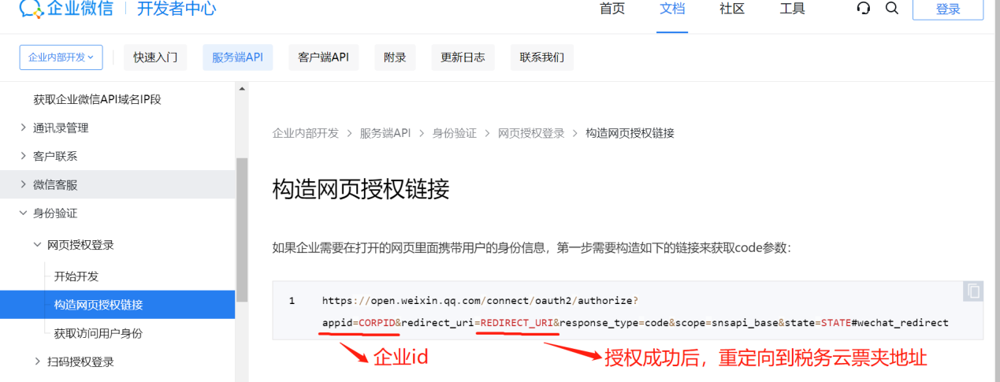 企业微信 | 开发者中心 首页 文档 社区 工具 登录
企业内部开发 快速入门 服务端API 客户端API 附录 更新日志 联系我们
获取企业微信API域名IP段
通讯录管理
客户联系
微信客服
身份验证
网页授权登录
开始开发
构造网页授权链接
获取访问用户身份
扫码授权登录
企业内部开发 > 服务端API > 身份验证 > 网页授权登录 > 构造网页授权链接
构造网页授权链接
如果企业需要在打开的网页里面携带用户的身份信息，第一步需要构造如下的链接来获取code参数：
1 https://open.weixin.qq.com/connect/oauth2/authorize?
appid=CORPID&redirect_uri=REDIRECT_URI&response_type=code&scope=snsapi_base&state=STATE#wechat_redirect
企业id 授权成功后，重定向到税务云票夹地址